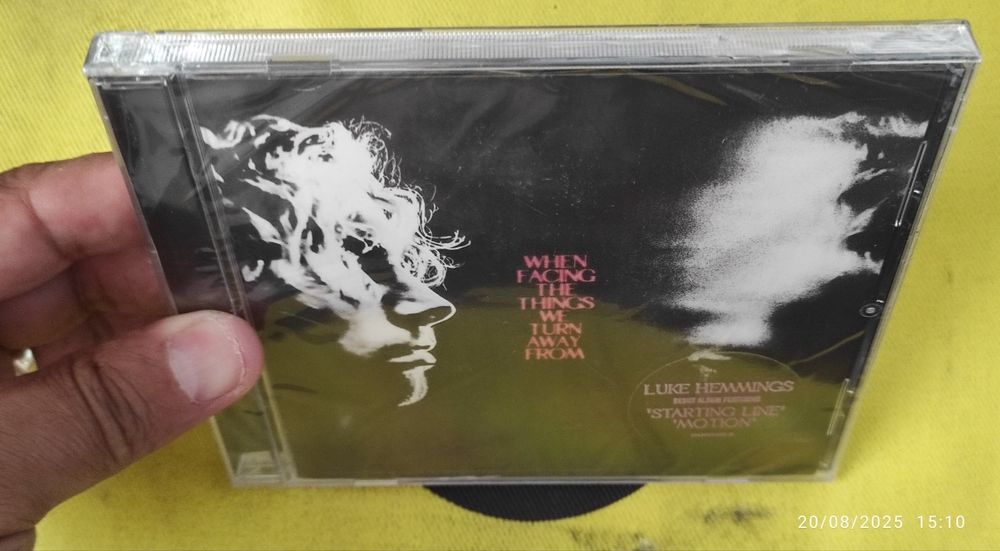 WHEN
FACING
THE
THINGS
WE
TURN
AWAY
FROM
LUKE HEMMINGS
DEBUT ALBUM FEATURING
'STARTING LINE'
'MOTION'
20/08/2025 15:10